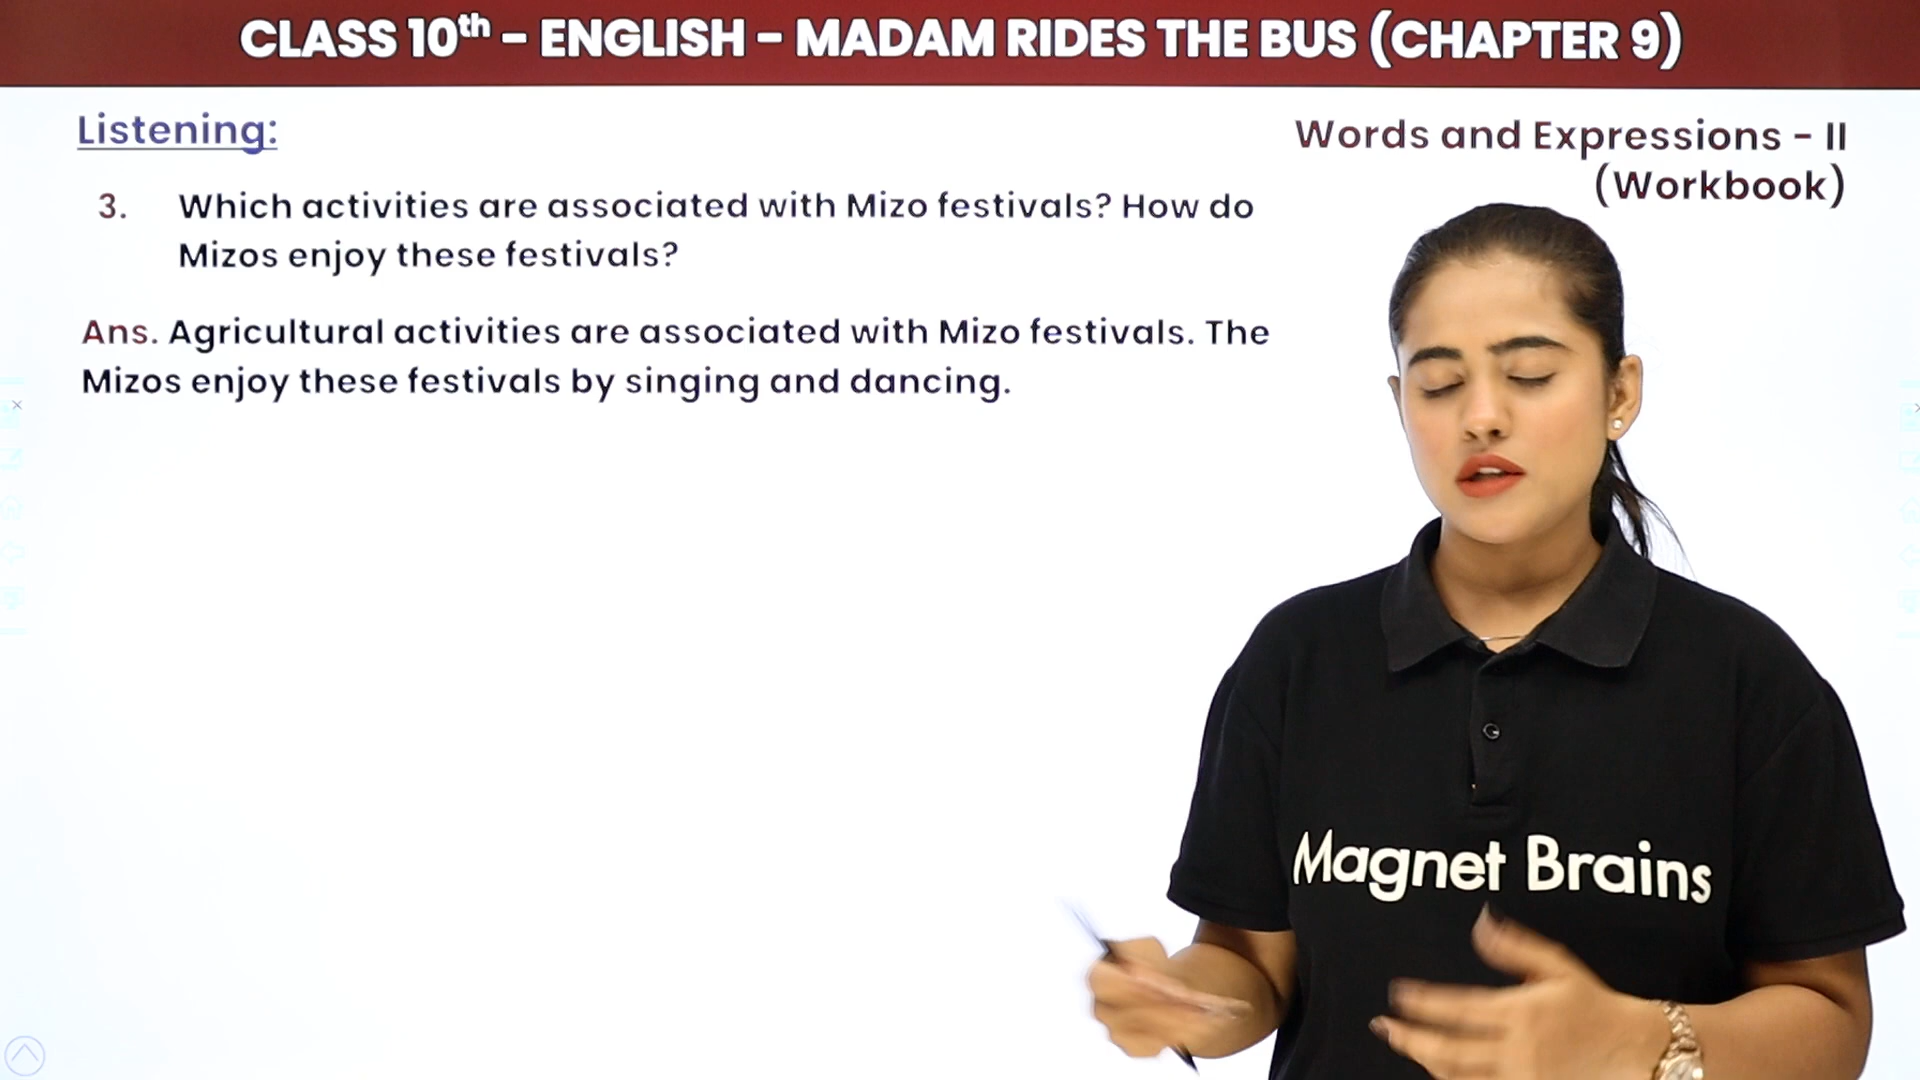 CLASS 10th - ENGLISH - MADAM RIDES THE BUS (CHAPTER 9)
Listening:
Words and Expressions - II
(Workbook)
3. Which activities are associated with Mizo festivals? How do
Mizos enjoy these festivals?
Ans. Agricultural activities are associated with Mizo festivals. The
Mizos enjoy these festivals by singing and dancing.
Magnet Brains